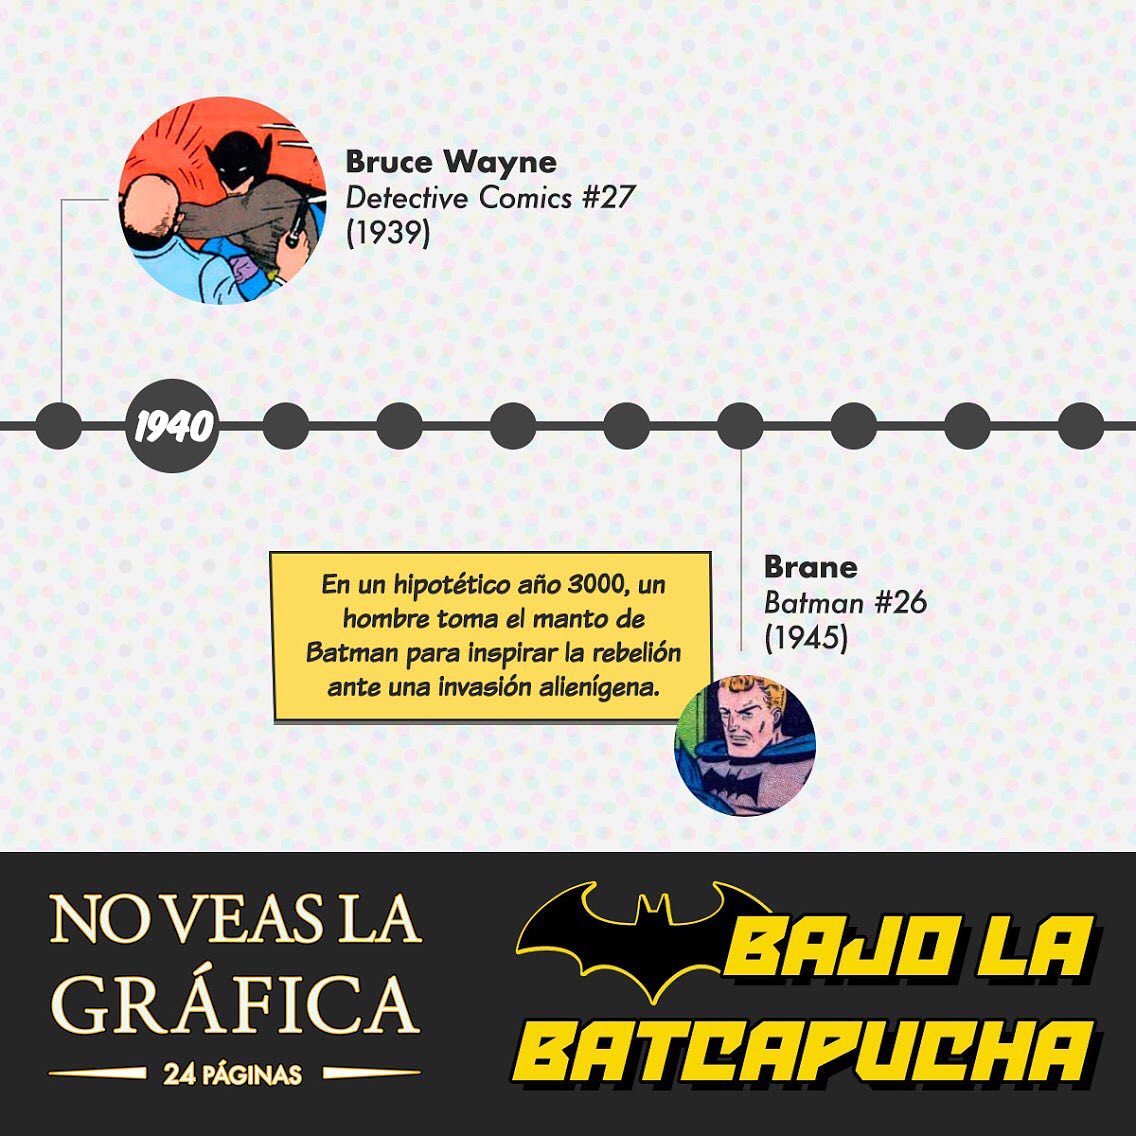 Bruce Wayne
Detective Comics #27
(1939)
1940
En un hipotético año 3000, un
hombre toma el manto de
Batman para inspirar la rebelión
ante una invasión alienígena.
Brane
Batman #26
(1945)
NO VEAS LA
GRÁFICA
24 PÁGINAS
BAJO LA
BATCAPUCHA